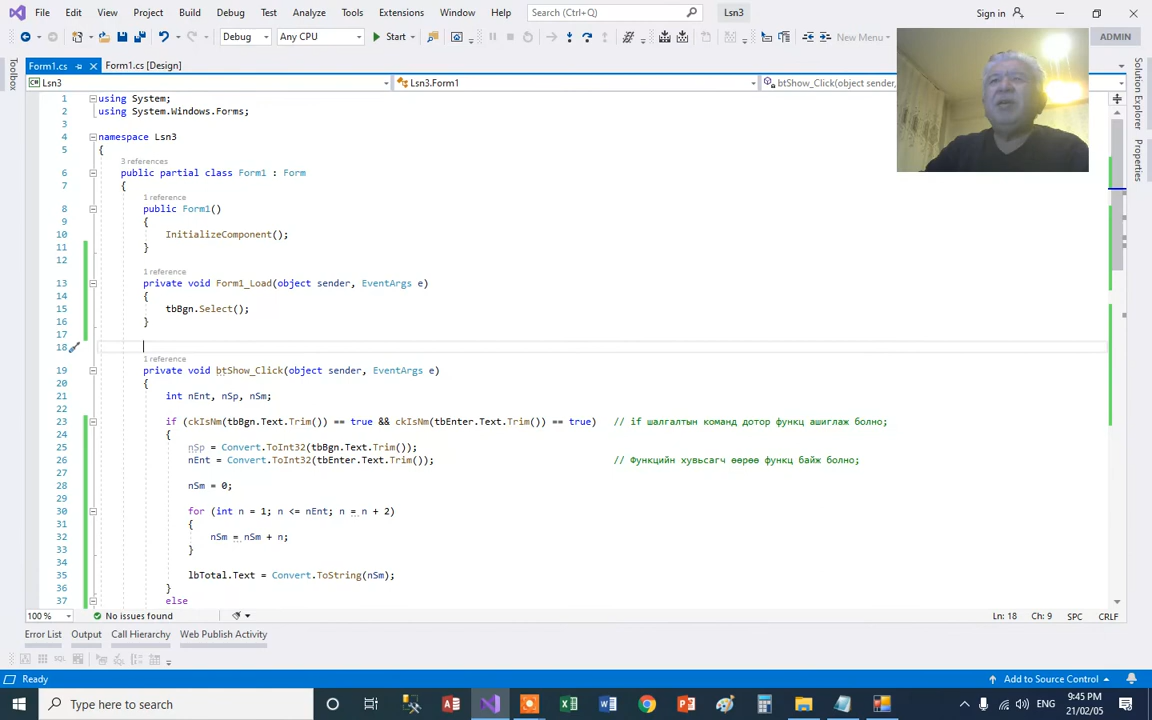 File Edit View Project Build Debug Test Analyze Tools Extensions Window Help Search (Ctrl+Q) Lsn3 Sign in
Debug Any CPU Start New Menu ADMIN
Form1.cs Form1.cs [Design]
Lsn3 Lsn3.Form1 btShow_Click(object sender,
Toolbox
Solution Explorer
Properties
1 using System;
2 using System.Windows.Forms;
3
4 namespace Lsn3
5 {
3 references
6 public partial class Form1 : Form
7 {
1 reference
8 public Form1()
9 {
10 InitializeComponent();
11 }
12
1 reference
13 private void Form1_Load(object sender, EventArgs e)
14 {
15 tbBgn.Select();
16 }
17
18
1 reference
19 private void btShow_Click(object sender, EventArgs e)
20 {
21 int nEnt, nSp, nSm;
22
23 if (ckIsNm(tbBgn.Text.Trim()) == true && ckIsNm(tbEnter.Text.Trim()) == true) // if шалгалтын команд дотор функц ашиглаж болно;
24 {
25 nSp = Convert.ToInt32(tbBgn.Text.Trim());
26 nEnt = Convert.ToInt32(tbEnter.Text.Trim()); // Функцийн хувьсагч өөрөө функц байж болно;
27
28 nSm = 0;
29
30 for (int n = 1; n <= nEnt; n = n + 2)
31 {
32 nSm = nSm + n;
33 }
34
35 lbTotal.Text = Convert.ToString(nSm);
36 }
37 else
100 % No issues found Ln: 18 Ch: 9 SPC CRLF
Error List Output Call Hierarchy Web Publish Activity
Ready Add to Source Control
Type here to search ENG 9:45 PM
21/02/05